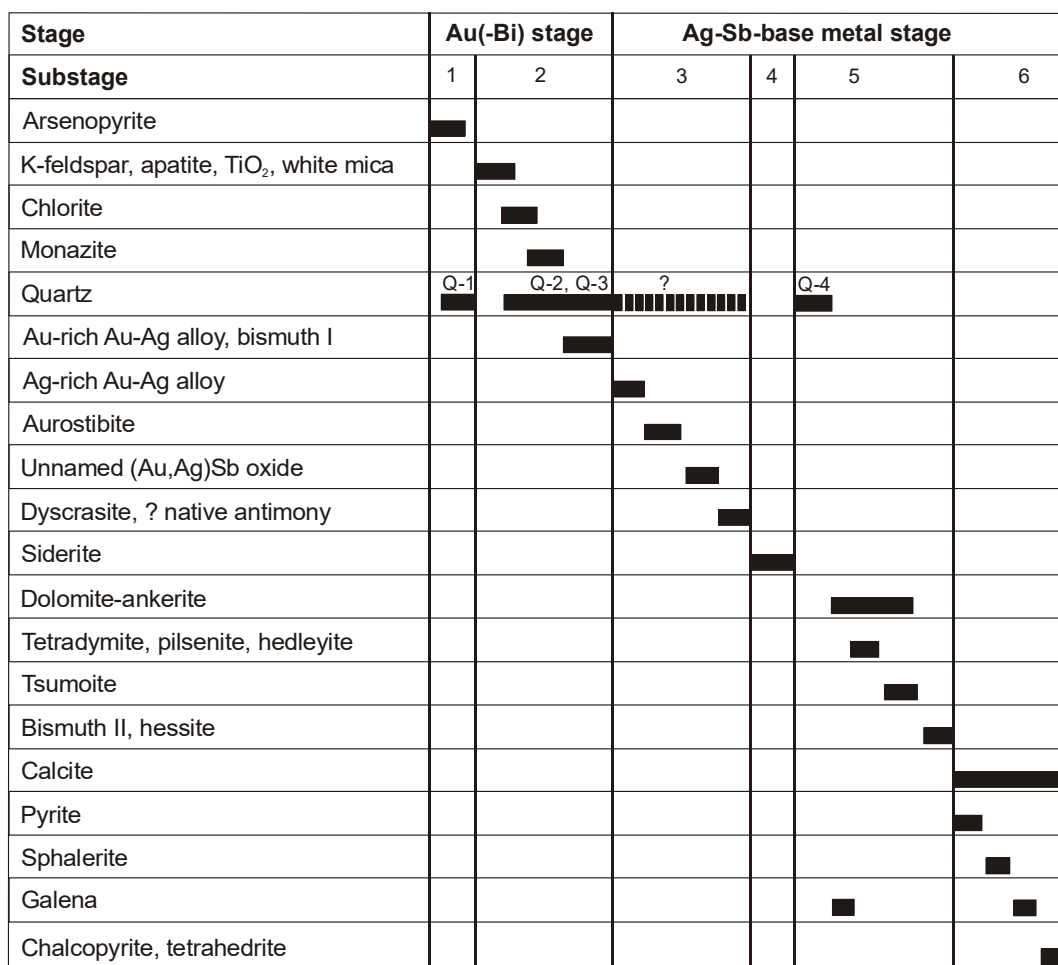 Stage Au(-Bi) stage Ag-Sb-base metal stage
Substage 1 2 3 4 5 6
Arsenopyrite
K-feldspar, apatite, TiO₂, white mica
Chlorite
Monazite
Quartz Q-1 Q-2, Q-3 ? Q-4
Au-rich Au-Ag alloy, bismuth I
Ag-rich Au-Ag alloy
Aurostibite
Unnamed (Au,Ag)Sb oxide
Dyscrasite, ? native antimony
Siderite
Dolomite-ankerite
Tetradymite, pilsenite, hedleyite
Tsumoite
Bismuth II, hessite
Calcite
Pyrite
Sphalerite
Galena
Chalcopyrite, tetrahedrite